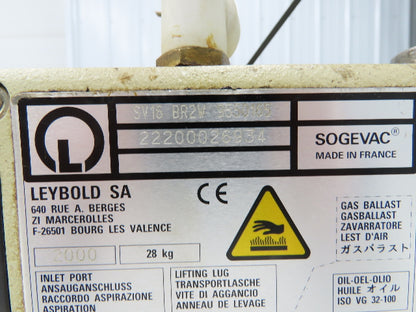 SV16 BR2W
SOGEVAC®
MADE IN FRANCE
LEYBOLD SA
640 RUE A. BERGES
ZI MARCEROLLES
F-26501 BOURG LES VALENCE
CE
2000
28 kg
GAS BALLAST
GASBALLAST
ZAVARRATORE
LEST D'AIR
ガスバラスト
INLET PORT
ANSAUGANSCHLUSS
RACCORDO ASPIRAZIONE
ASPIRATION
LIFTING LUG
TRANSPORTLASCHE
VITE DI AGGANCIO
ANNEAU DE LEVAGE
OIL-OEL-OLIO
HUILE オイル
ISO VG 32-100